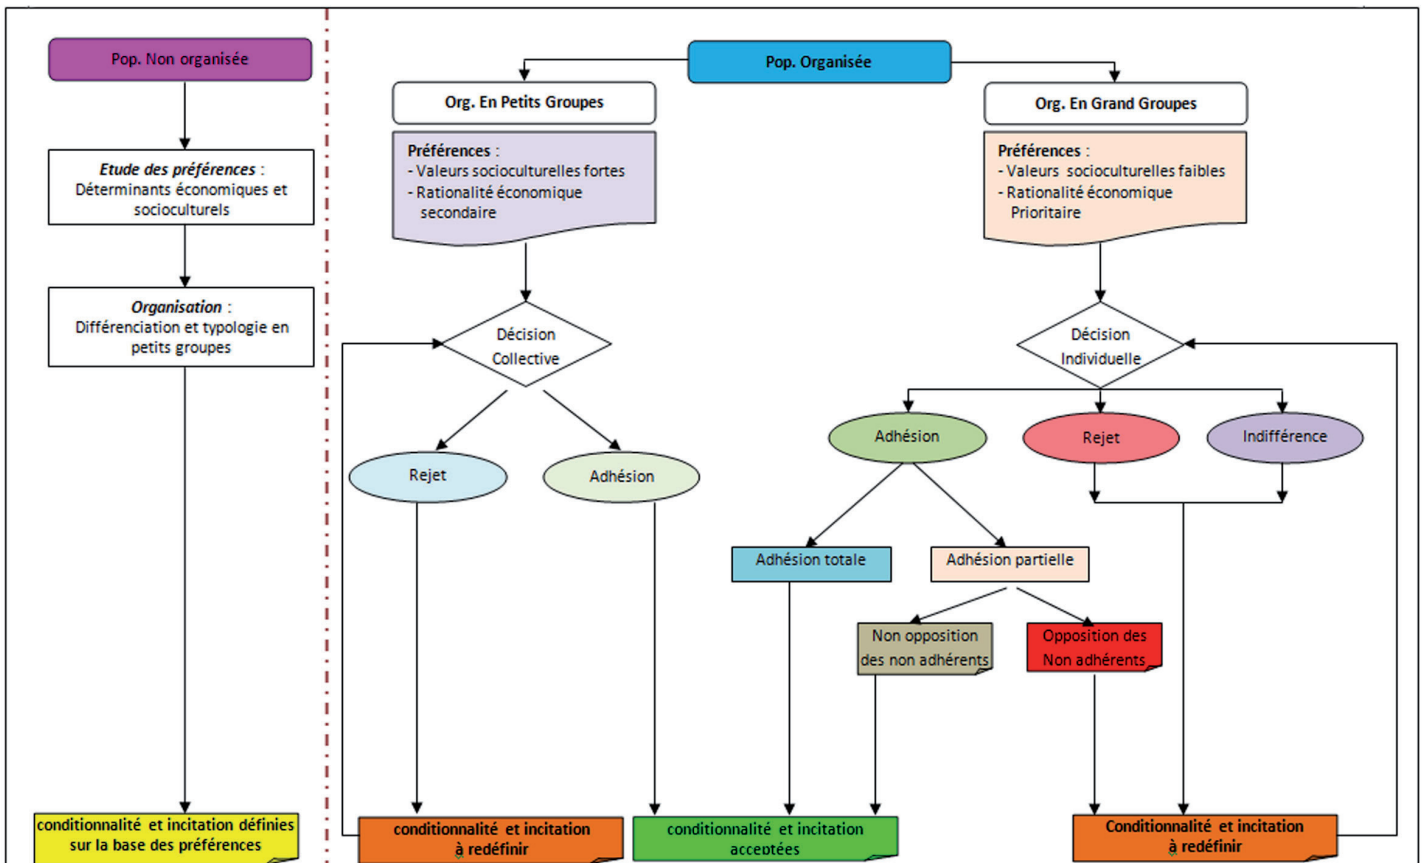 Pop. Non organisée
Etude des préférences :
Déterminants économiques et
socioculturels
Organisation :
Différenciation et typologie en
petits groupes
conditionnalité et incitation définies
sur la base des préférences
Pop. Organisée
Org. En Petits Groupes
Préférences :
- Valeurs socioculturelles fortes
- Rationalité économique
secondaire
Décision
Collective
Rejet
Adhésion
conditionnalité et incitation
à redéfinir
conditionnalité et incitation
acceptées
Org. En Grand Groupes
Préférences :
- Valeurs socioculturelles faibles
- Rationalité économique
Prioritaire
Décision
Individuelle
Adhésion
Rejet
Indifférence
Adhésion totale
Adhésion partielle
Non opposition
des non adhérents
Opposition des
Non adhérents
Conditionnalité et incitation
à redéfinir